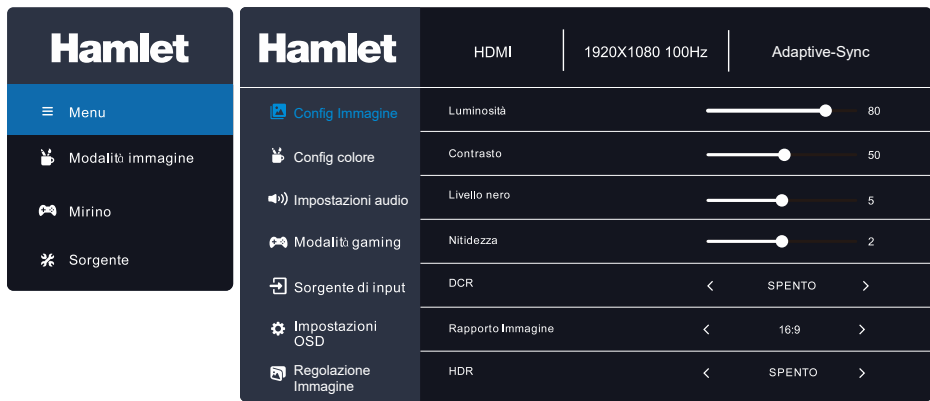 Hamlet
Menu
Modalità immagine
Mirino
Sorgente
Hamlet
HDMI
1920X1080 100Hz
Adaptive-Sync
Config Immagine
Config colore
Impostazioni audio
Modalità gaming
Sorgente di input
Impostazioni
OSD
Regolazione
Immagine
Luminosità
80
Contrasto
50
Livello nero
5
Nitidezza
2
DCR
SPENTO
Rapporto Immagine
16:9
HDR
SPENTO